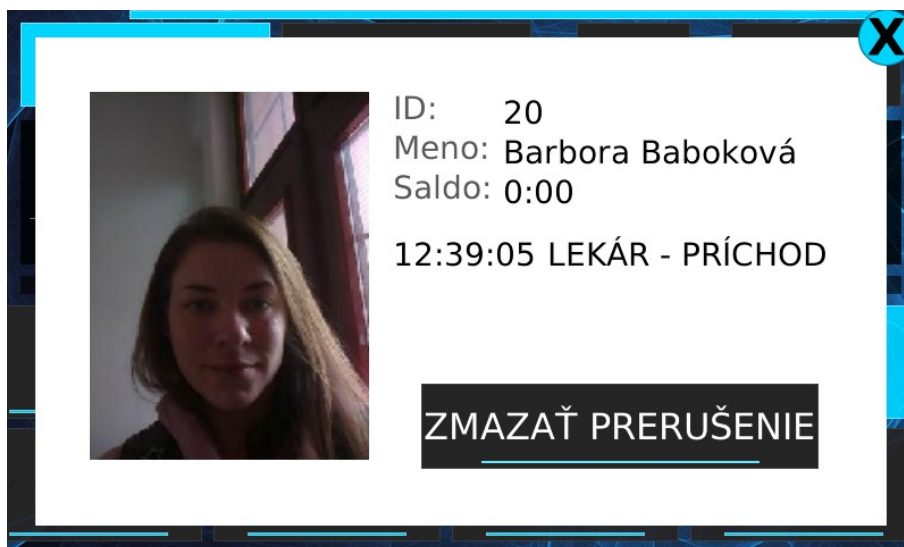 X
ID: 20
Meno: Barbora Baboková
Saldo: 0:00
12:39:05 LEKÁR - PRÍCHOD
ZMAZAŤ PRERUŠENIE